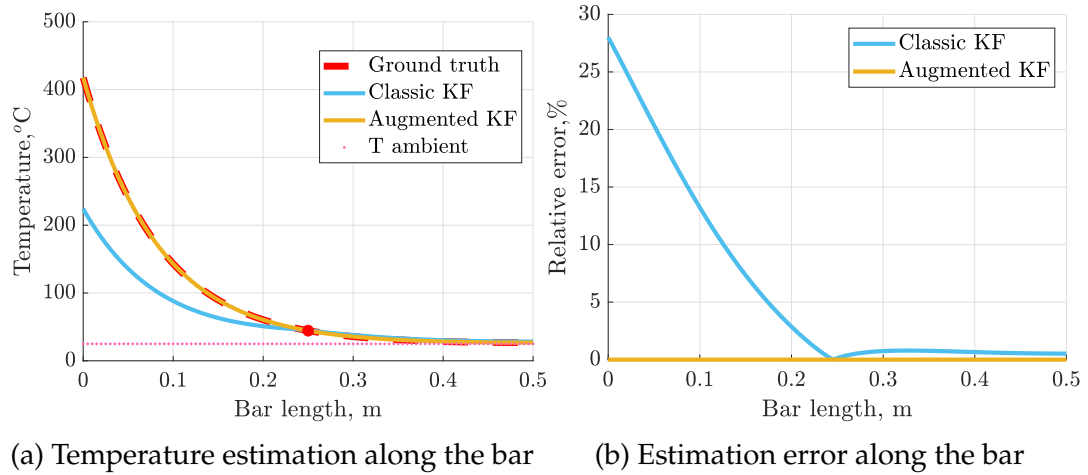 500
400
300
200
100
0
Temperature,°C
Ground truth
Classic KF
Augmented KF
T ambient
0 0.1 0.2 0.3 0.4 0.5
Bar length, m
(a) Temperature estimation along the bar
30
25
20
15
10
5
0
Relative error,%
Classic KF
Augmented KF
0 0.1 0.2 0.3 0.4 0.5
Bar length, m
(b) Estimation error along the bar